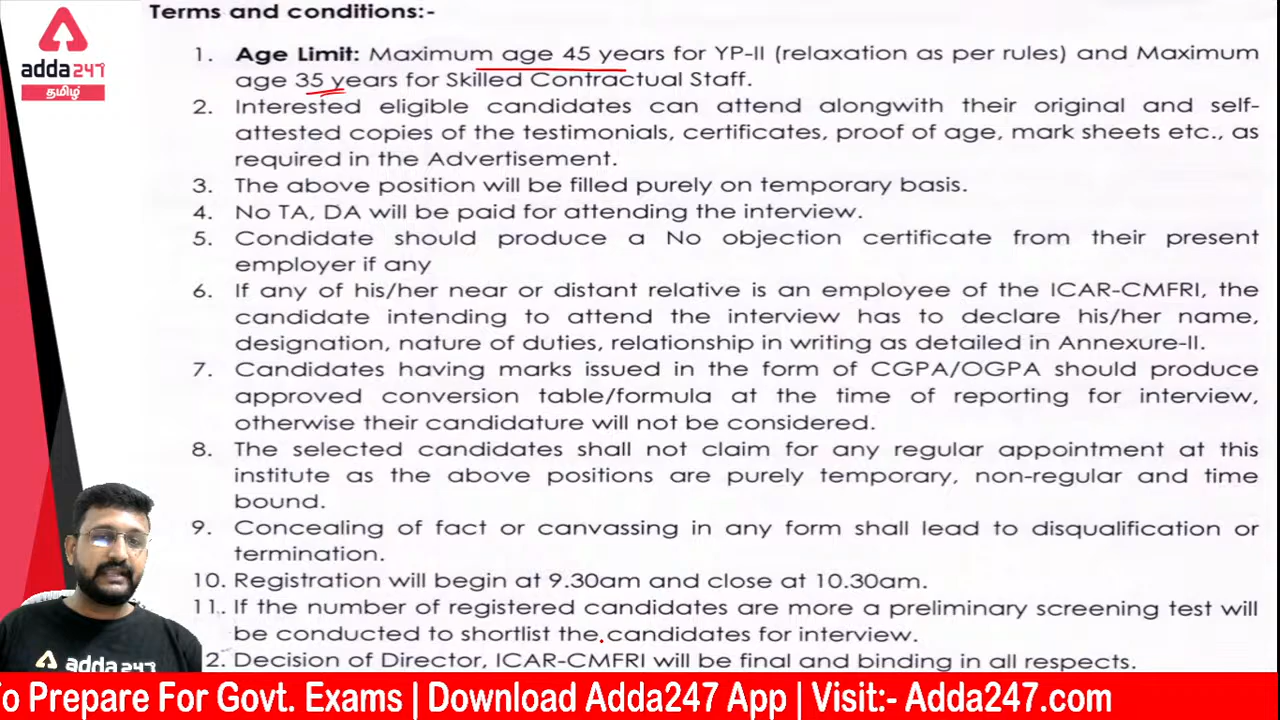 Terms and conditions:-
adda247
தமிழ்
1. Age Limit: Maximum age 45 years for YP-II (relaxation as per rules) and Maximum
age 35 years for Skilled Contractual Staff.
2. Interested eligible candidates can attend alongwith their original and self-
attested copies of the testimonials, certificates, proof of age, mark sheets etc., as
required in the Advertisement.
3. The above position will be filled purely on temporary basis.
4. No TA, DA will be paid for attending the interview.
5. Condidate should produce a No objection certificate from their present
employer if any
6. If any of his/her near or distant relative is an employee of the ICAR-CMFRI, the
candidate intending to attend the interview has to declare his/her name,
designation, nature of duties, relationship in writing as detailed in Annexure-II.
7. Candidates having marks issued in the form of CGPA/OGPA should produce
approved conversion table/formula at the time of reporting for interview,
otherwise their candidature will not be considered.
8. The selected candidates shall not claim for any regular appointment at this
institute as the above positions are purely temporary, non-regular and time
bound.
9. Concealing of fact or canvassing in any form shall lead to disqualification or
termination.
10. Registration will begin at 9.30am and close at 10.30am.
11. If the number of registered candidates are more a preliminary screening test will
be conducted to shortlist the candidates for interview.
2. Decision of Director, ICAR-CMFRI will be final and binding in all respects.
adda247
To Prepare For Govt. Exams | Download Adda247 App | Visit:- Adda247.com